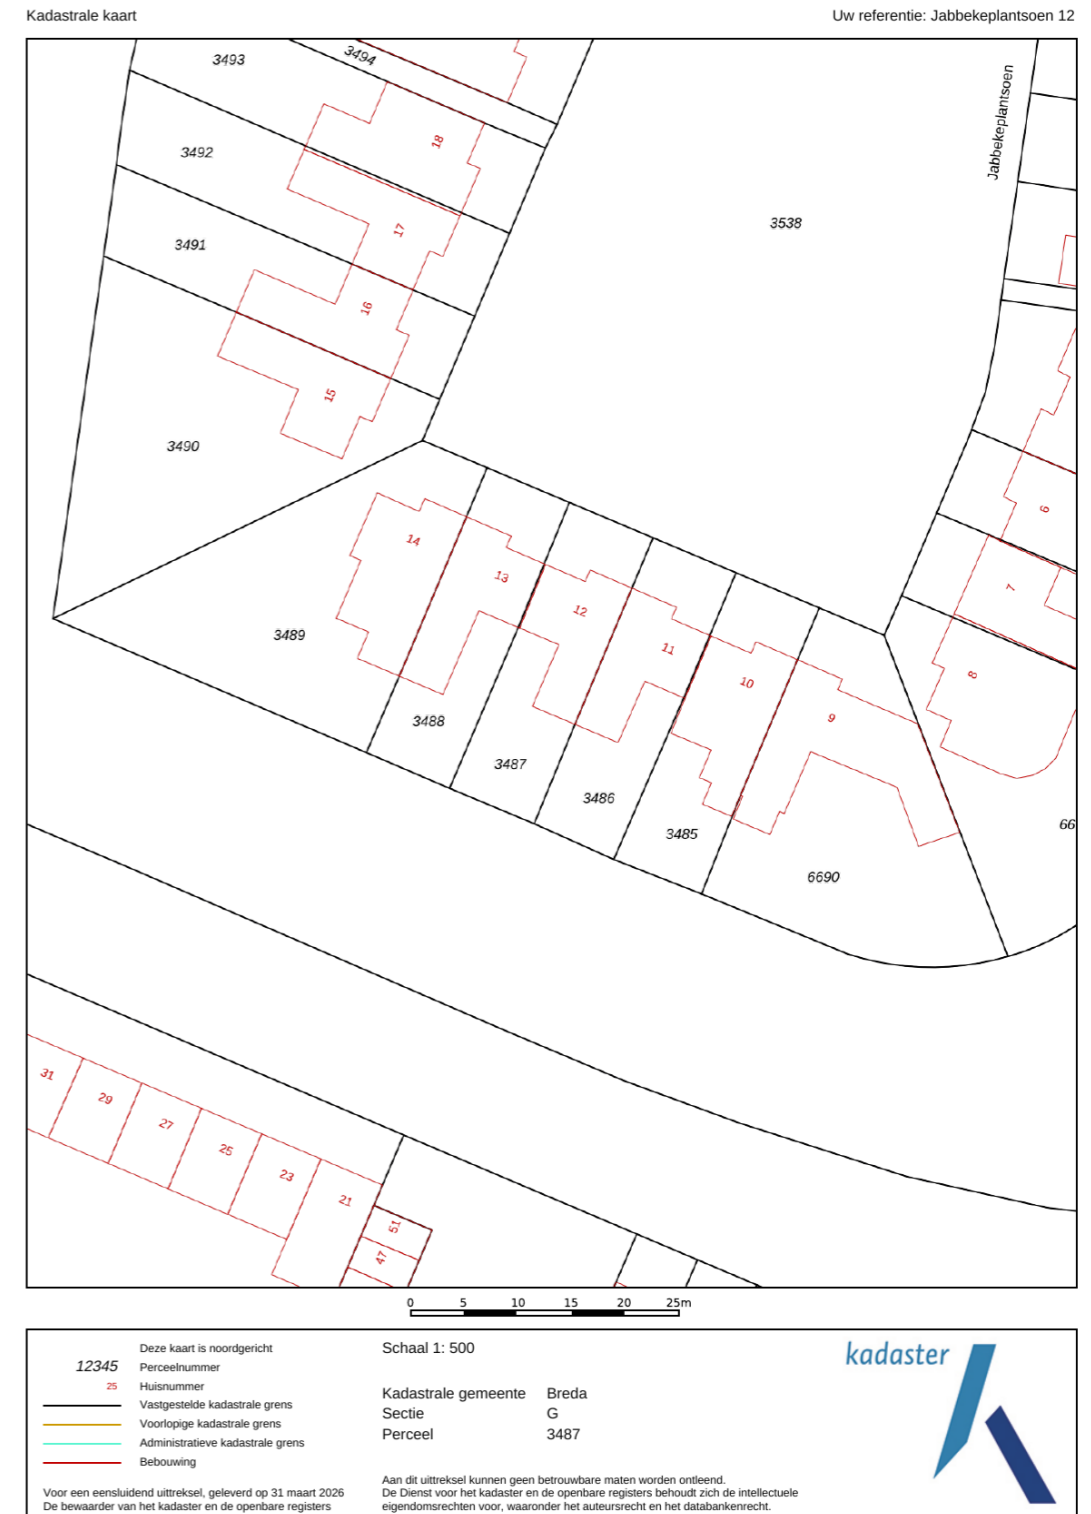 Kadastrale kaart
Uw referentie: Jabbekeplantsoen 12
3493
3494
18
3492
17
3491
16
15
3490
3538
Jabbekeplantsoen
6
7
8
14
13
12
11
10
9
3489
3488
3487
3486
3485
6690
66
31
29
27
25
23
21
51
47
0 5 10 15 20 25m
Deze kaart is noordgericht
12345 Perceelnummer
25 Huisnummer
Vastgestelde kadastrale grens
Voorlopige kadastrale grens
Administratieve kadastrale grens
Bebouwing
Voor een eensluidend uittreksel, geleverd op 31 maart 2026
De bewaarder van het kadaster en de openbare registers
Schaal 1: 500
Kadastrale gemeente Breda
Sectie G
Perceel 3487
Aan dit uittreksel kunnen geen betrouwbare maten worden ontleend.
De Dienst voor het kadaster en de openbare registers behoudt zich de intellectuele
eigendomsrechten voor, waaronder het auteursrecht en het databankenrecht.
kadaster